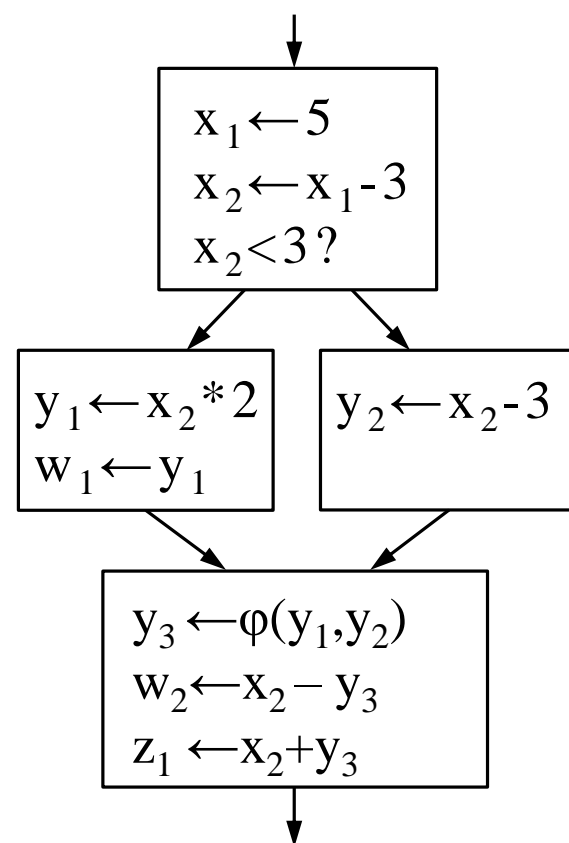 x₁←5
x₂←x₁-3
x₂<3?
y₁←x₂*2
w₁←y₁
y₂←x₂-3
y₃←φ(y₁,y₂)
w₂←x₂– y₃
z₁←x₂+y₃